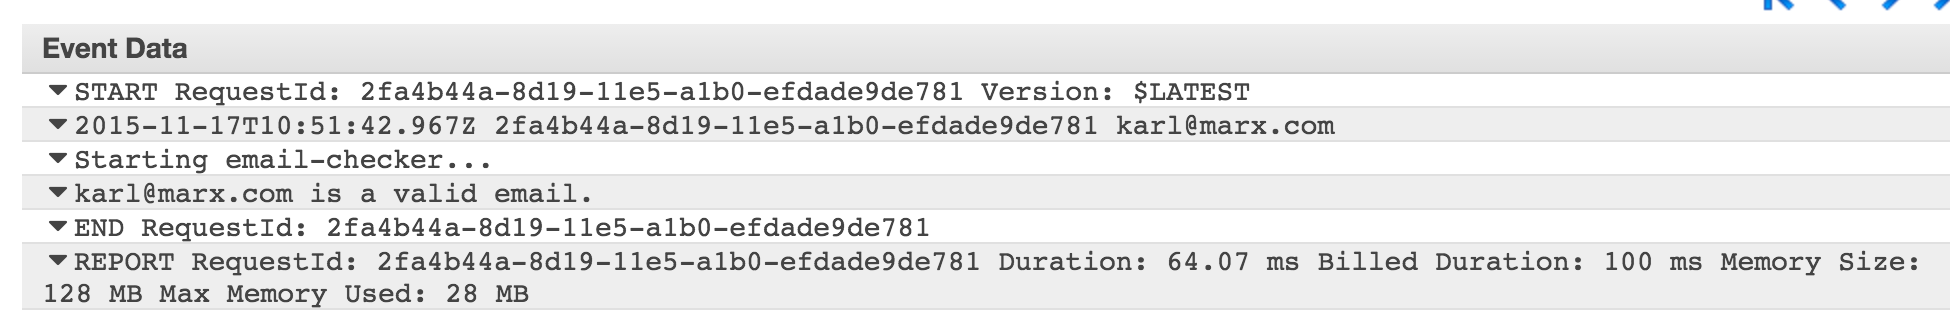 Event Data
START RequestId: 2fa4b44a-8d19-11e5-a1b0-efdade9de781 Version: $LATEST
2015-11-17T10:51:42.967Z 2fa4b44a-8d19-11e5-a1b0-efdade9de781 karl@marx.com
Starting email-checker...
karl@marx.com is a valid email.
END RequestId: 2fa4b44a-8d19-11e5-a1b0-efdade9de781
REPORT RequestId: 2fa4b44a-8d19-11e5-a1b0-efdade9de781 Duration: 64.07 ms Billed Duration: 100 ms Memory Size:
128 MB Max Memory Used: 28 MB